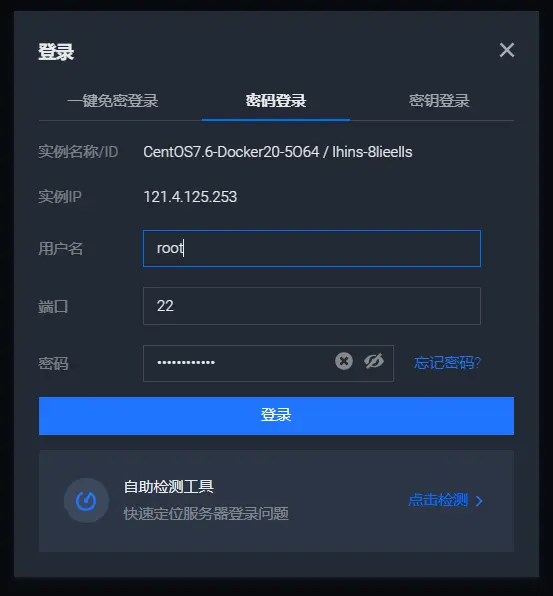 登录
一键免密登录 密码登录 密钥登录
实例名称/ID CentOS7.6-Docker20-5O64 / lhins-8lieells
实例IP 121.4.125.253
用户名 root
端口 22
密码 •••••••••••• 忘记密码?
登录
自助检测工具
快速定位服务器登录问题
点击检测